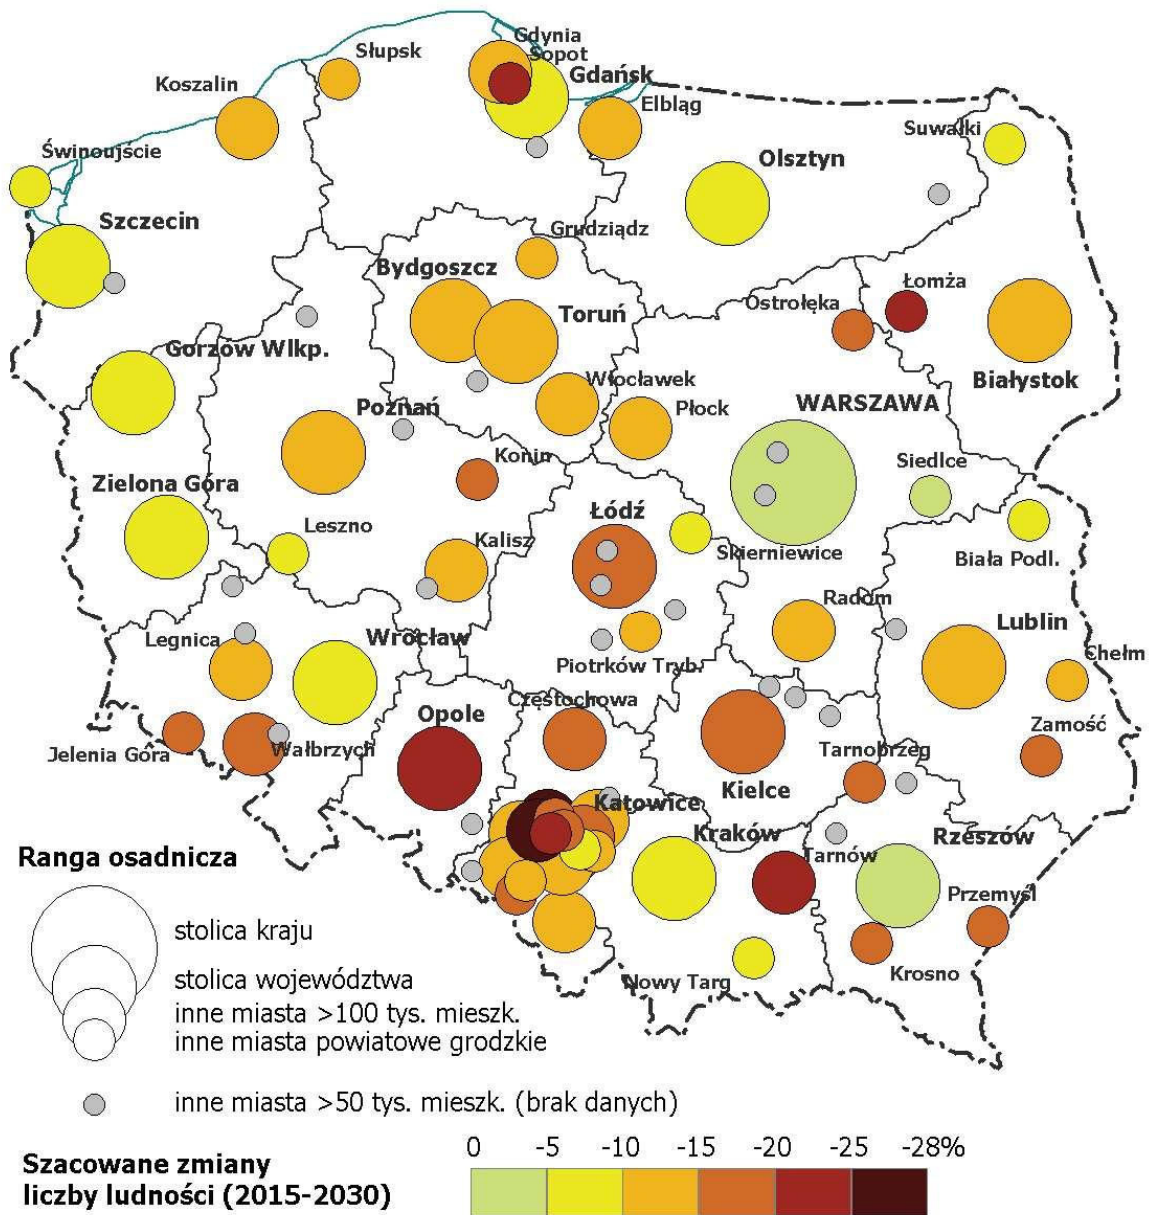 Gdynia
Słupsk
Sopot
Gdańsk
Koszalin
Elbląg
Suwałki
Świnoujście
Olsztyn
Szczecin
Grudziądz
Bydgoszcz
Łomża
Ostrołęka
Toruń
Gorzów Wlkp.
Białystok
Włocławek
WARSZAWA
Poznań
Płock
Konin
Siedlce
Zielona Góra
Łódź
Leszno
Kalisz
Skierniewice
Biała Podl.
Radom
Lublin
Legnica
Wrocław
Chełm
Piotrków Tryb.
Częstochowa
Opole
Zamość
Jelenia Góra
Wałbrzych
Tarnobrzeg
Kielce
Katowice
Kraków
Rzeszów
Tarnów
Przemyśl
Krosno
Nowy Targ
Ranga osadnicza
stolica kraju
stolica województwa
inne miasta >100 tys. mieszk.
inne miasta powiatowe grodzkie
inne miasta >50 tys. mieszk. (brak danych)
0 -5 -10 -15 -20 -25 -28%
Szacowane zmiany
liczby ludności (2015-2030)